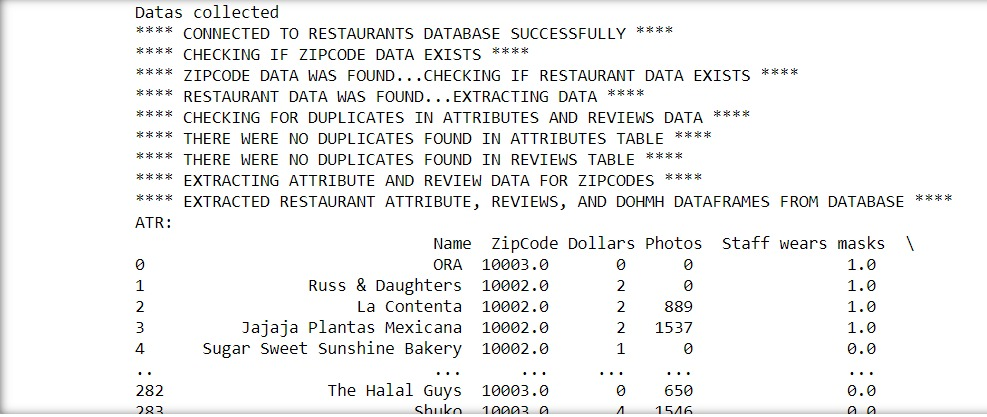 Datas collected
**** CONNECTED TO RESTAURANTS DATABASE SUCCESSFULLY ****
**** CHECKING IF ZIPCODE DATA EXISTS ****
**** ZIPCODE DATA WAS FOUND...CHECKING IF RESTAURANT DATA EXISTS ****
**** RESTAURANT DATA WAS FOUND...EXTRACTING DATA ****
**** CHECKING FOR DUPLICATES IN ATTRIBUTES AND REVIEWS DATA ****
**** THERE WERE NO DUPLICATES FOUND IN ATTRIBUTES TABLE ****
**** THERE WERE NO DUPLICATES FOUND IN REVIEWS TABLE ****
**** EXTRACTING ATTRIBUTE AND REVIEW DATA FOR ZIPCODES ****
**** EXTRACTED RESTAURANT ATTRIBUTE, REVIEWS, AND DOHMH DATAFRAMES FROM DATABASE ****
ATR:
Name ZipCode Dollars Photos Staff wears masks \
0 ORA 10003.0 0 0 1.0
1 Russ & Daughters 10002.0 2 0 1.0
2 La Contenta 10002.0 2 889 1.0
3 Jajaja Plantas Mexicana 10002.0 2 1537 1.0
4 Sugar Sweet Sunshine Bakery 10002.0 1 0 0.0
.. ... ... ... ... ...
282 The Halal Guys 10003.0 0 650 0.0
283 Shuko 10003.0 4 1546 0.0